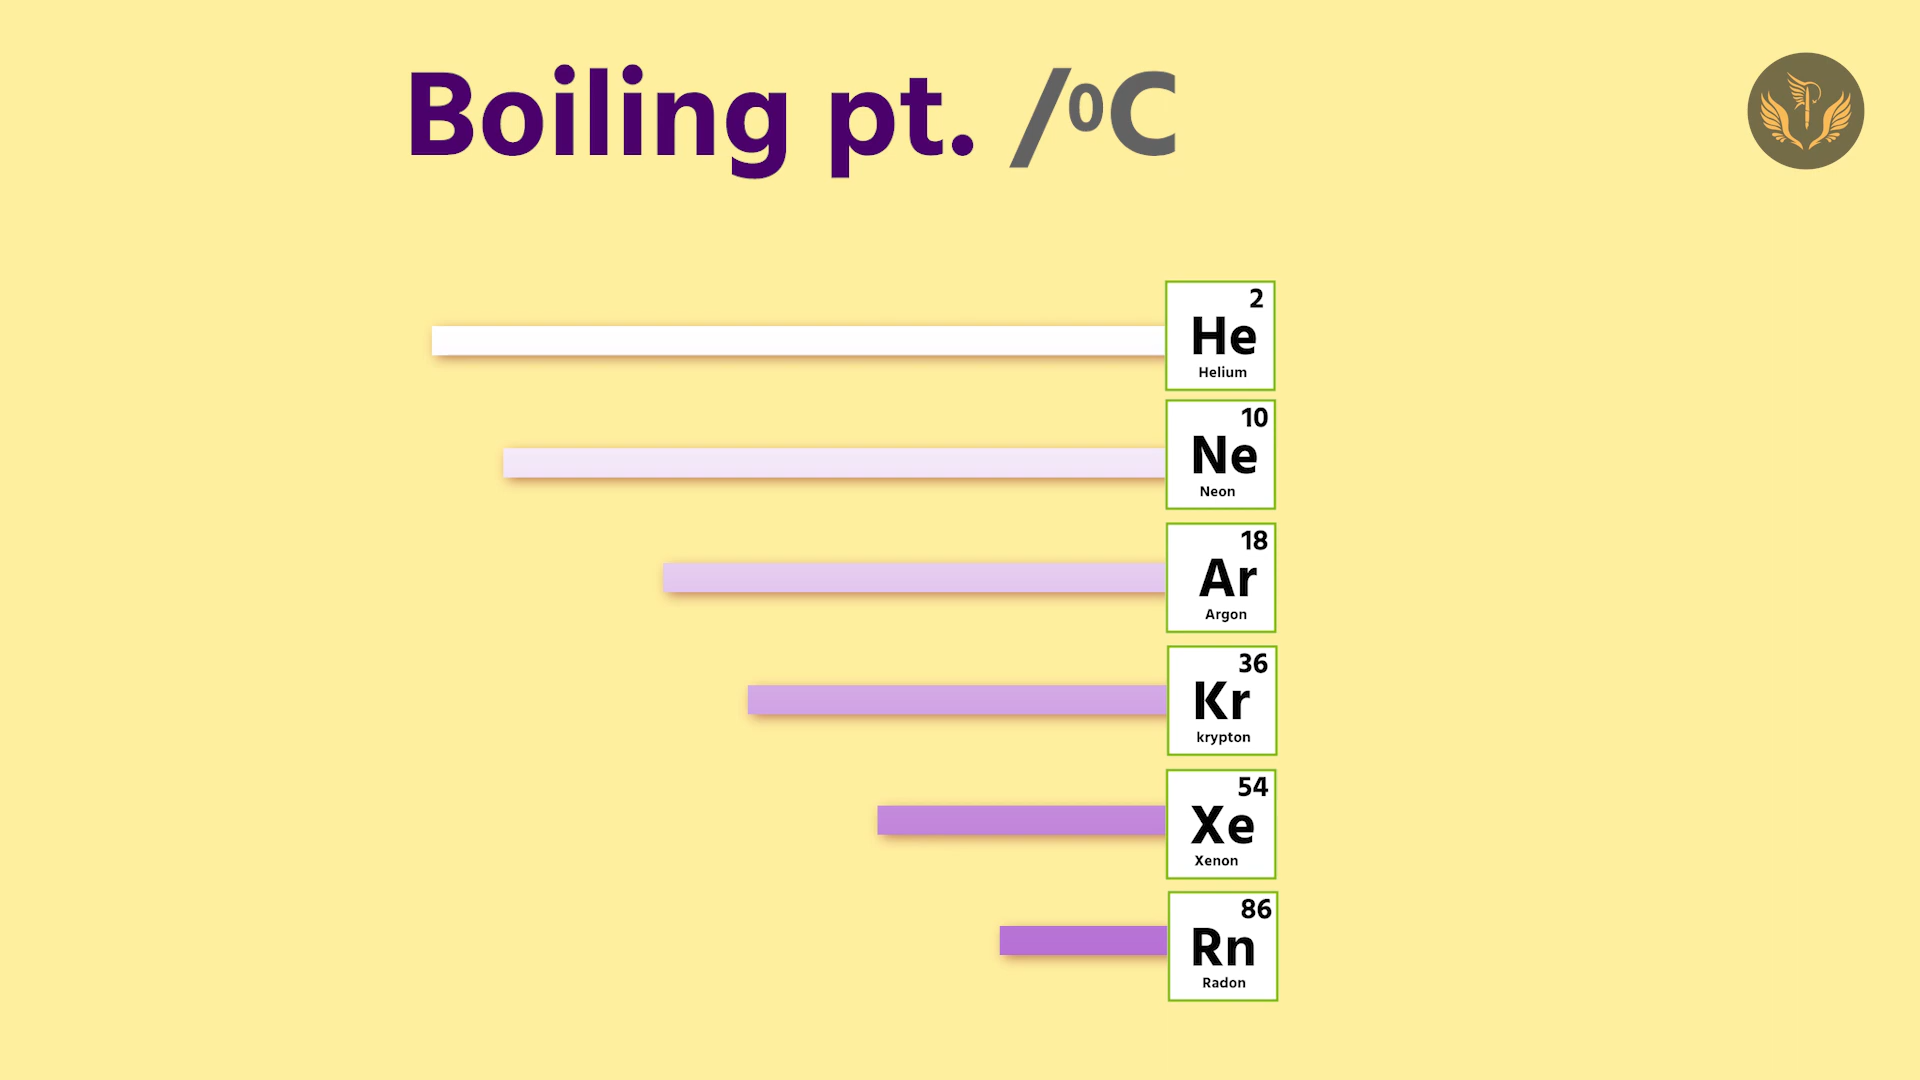 Boiling pt. /⁰C
2
He
Helium
10
Ne
Neon
18
Ar
Argon
36
Kr
krypton
54
Xe
Xenon
86
Rn
Radon